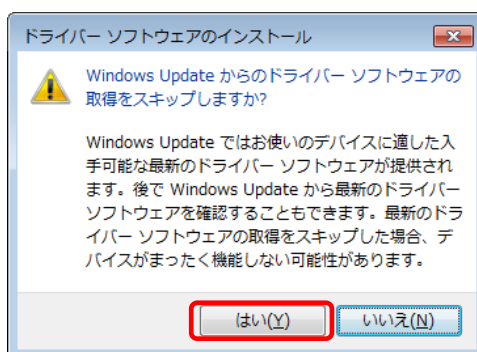 ドライバー ソフトウェアのインストール
Windows Update からのドライバー ソフトウェアの
取得をスキップしますか?
Windows Update ではお使いのデバイスに適した入
手可能な最新のドライバー ソフトウェアが提供され
ます。後で Windows Update から最新のドライバー
ソフトウェアを確認することもできます。最新のドラ
イバー ソフトウェアの取得をスキップした場合、デ
バイスがまったく機能しない可能性があります。
はい(Y) いいえ(N)